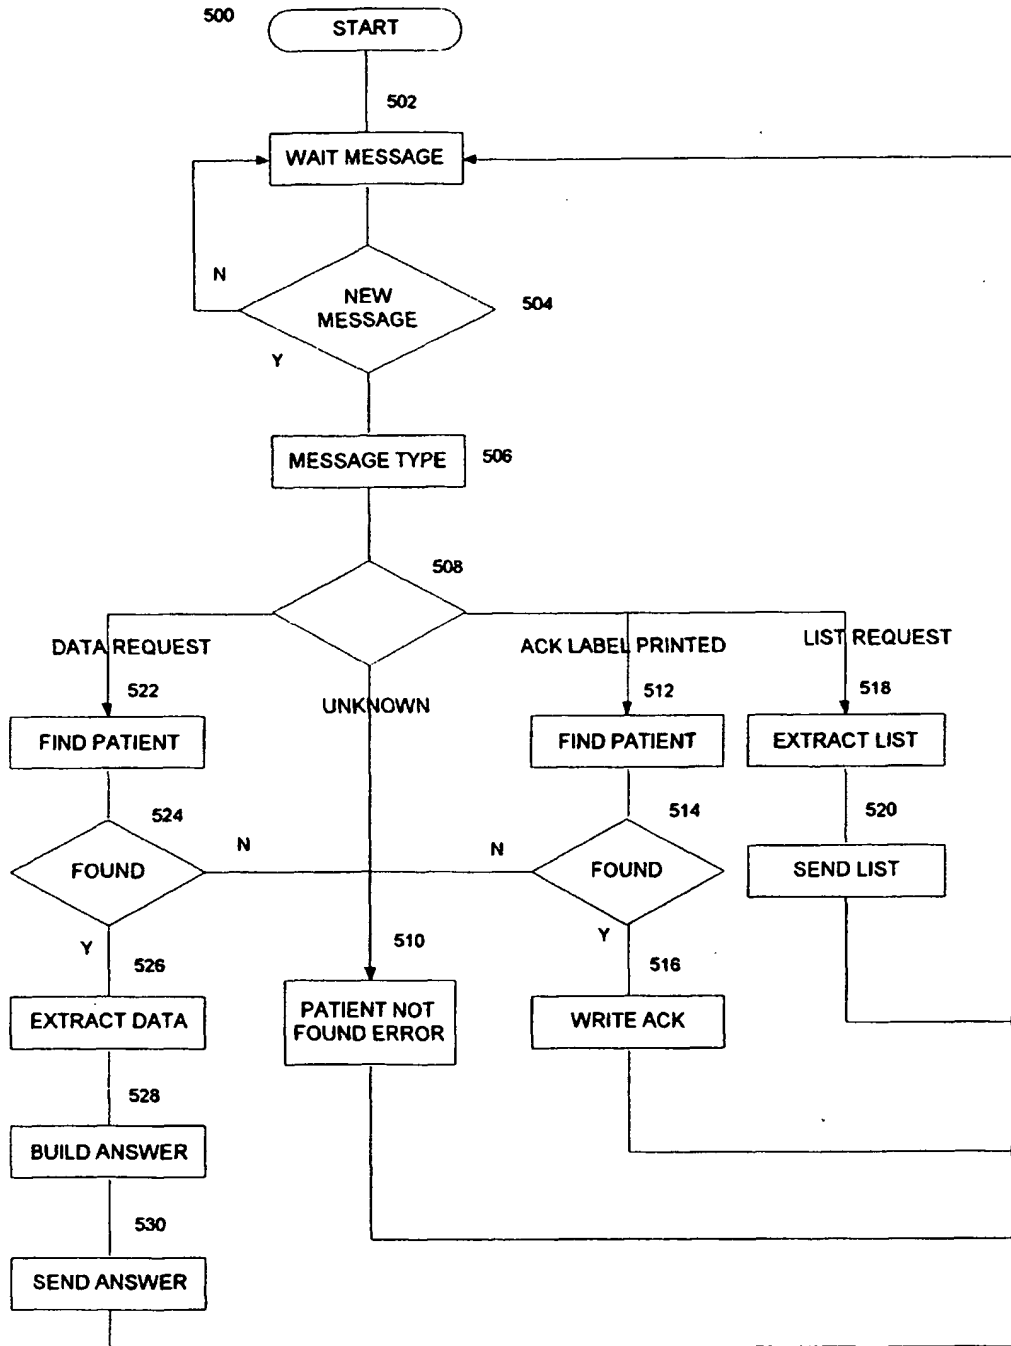 500
START
502
WAIT MESSAGE
N
NEW
MESSAGE
504
Y
MESSAGE TYPE
506
508
DATA REQUEST
ACK LABEL PRINTED
LIST REQUEST
522
UNKNOWN
512
518
FIND PATIENT
FIND PATIENT
EXTRACT LIST
524
514
520
FOUND
N
N
FOUND
SEND LIST
Y
526
510
Y
516
EXTRACT DATA
PATIENT NOT
FOUND ERROR
WRITE ACK
528
BUILD ANSWER
530
SEND ANSWER